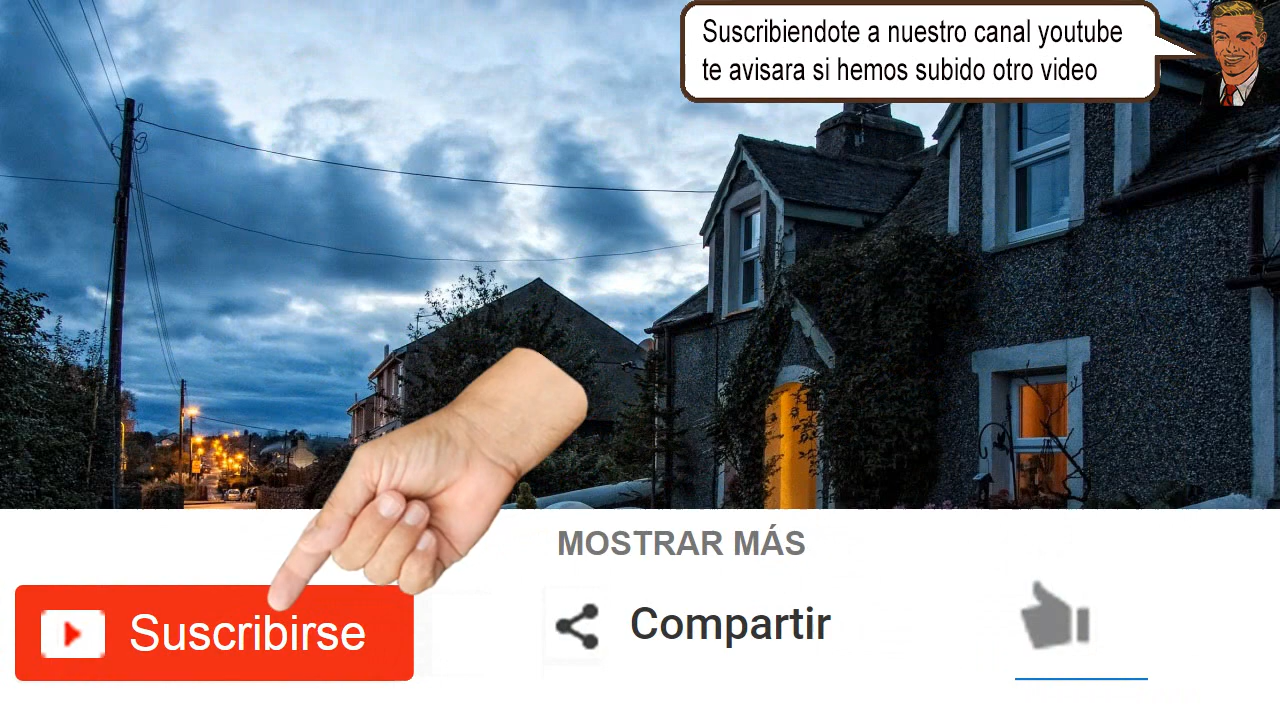 Suscribiendote a nuestro canal youtube
te avisara si hemos subido otro video
MOSTRAR MÁS
Suscribirse
Compartir